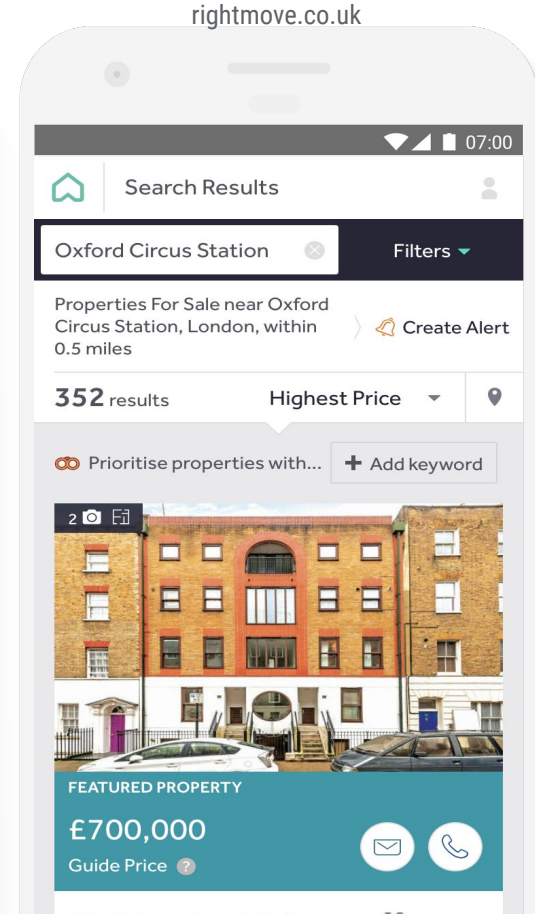 rightmove.co.uk
07:00
Search Results
Oxford Circus Station
Filters
Properties For Sale near Oxford
Circus Station, London, within
0.5 miles
Create Alert
352 results
Highest Price
Prioritise properties with...
+ Add keyword
2
FEATURED PROPERTY
£700,000
Guide Price ?